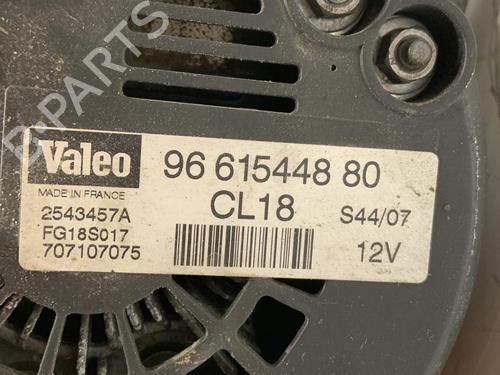 B-PARTS
Valeo
MADE IN FRANCE
96 615448 80
CL18
2543457A
FG18S017
707107075
S44/07
12V